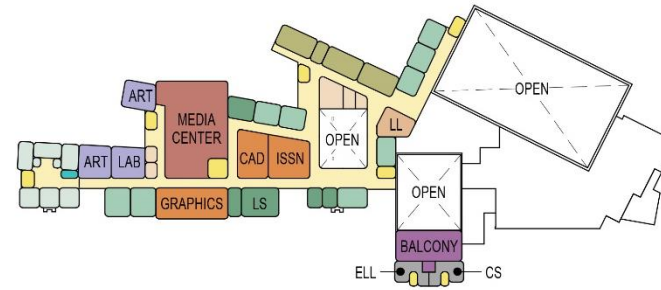 ART
MEDIA
CENTER
OPEN
OPEN
LL
ART
LAB
CAD
ISSN
OPEN
GRAPHICS
LS
BALCONY
ELL
CS